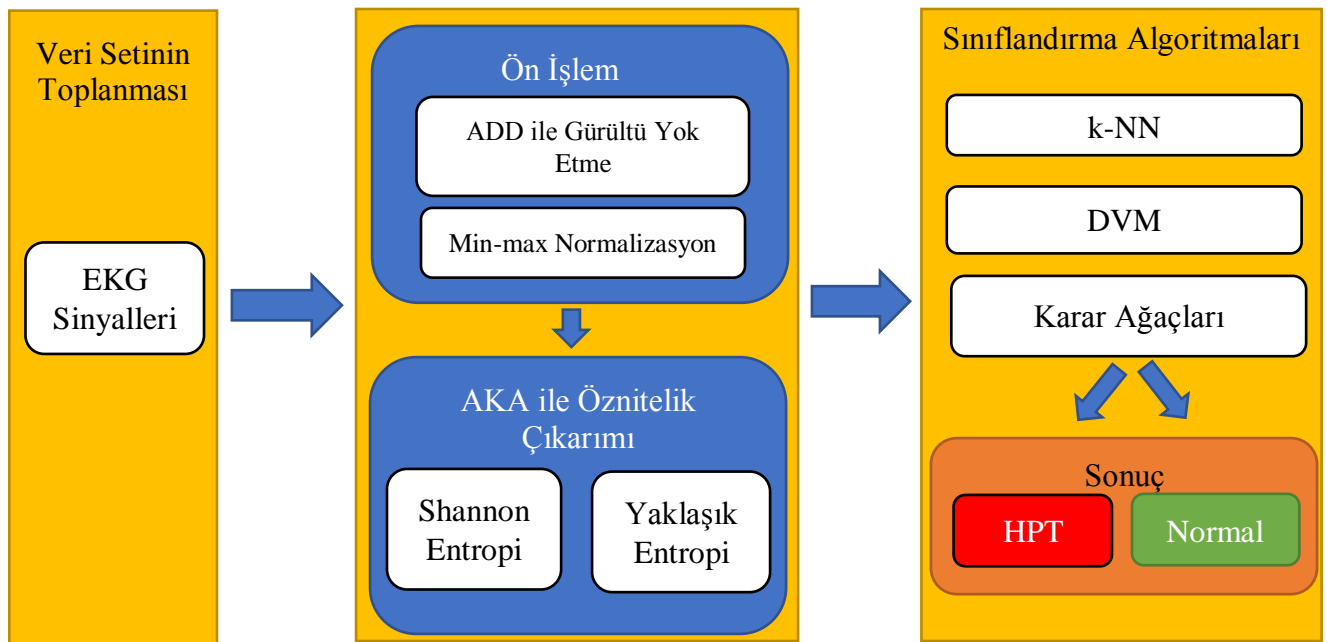 Veri Setinin
Toplanması
EKG
Sinyalleri
Ön İşlem
ADD ile Gürültü Yok
Etme
Min-max Normalizasyon
AKA ile Öznitelik
Çıkarımı
Shannon
Entropi
Yaklaşık
Entropi
Sınıflandırma Algoritmaları
k-NN
DVM
Karar Ağaçları
Sonuç
HPT
Normal